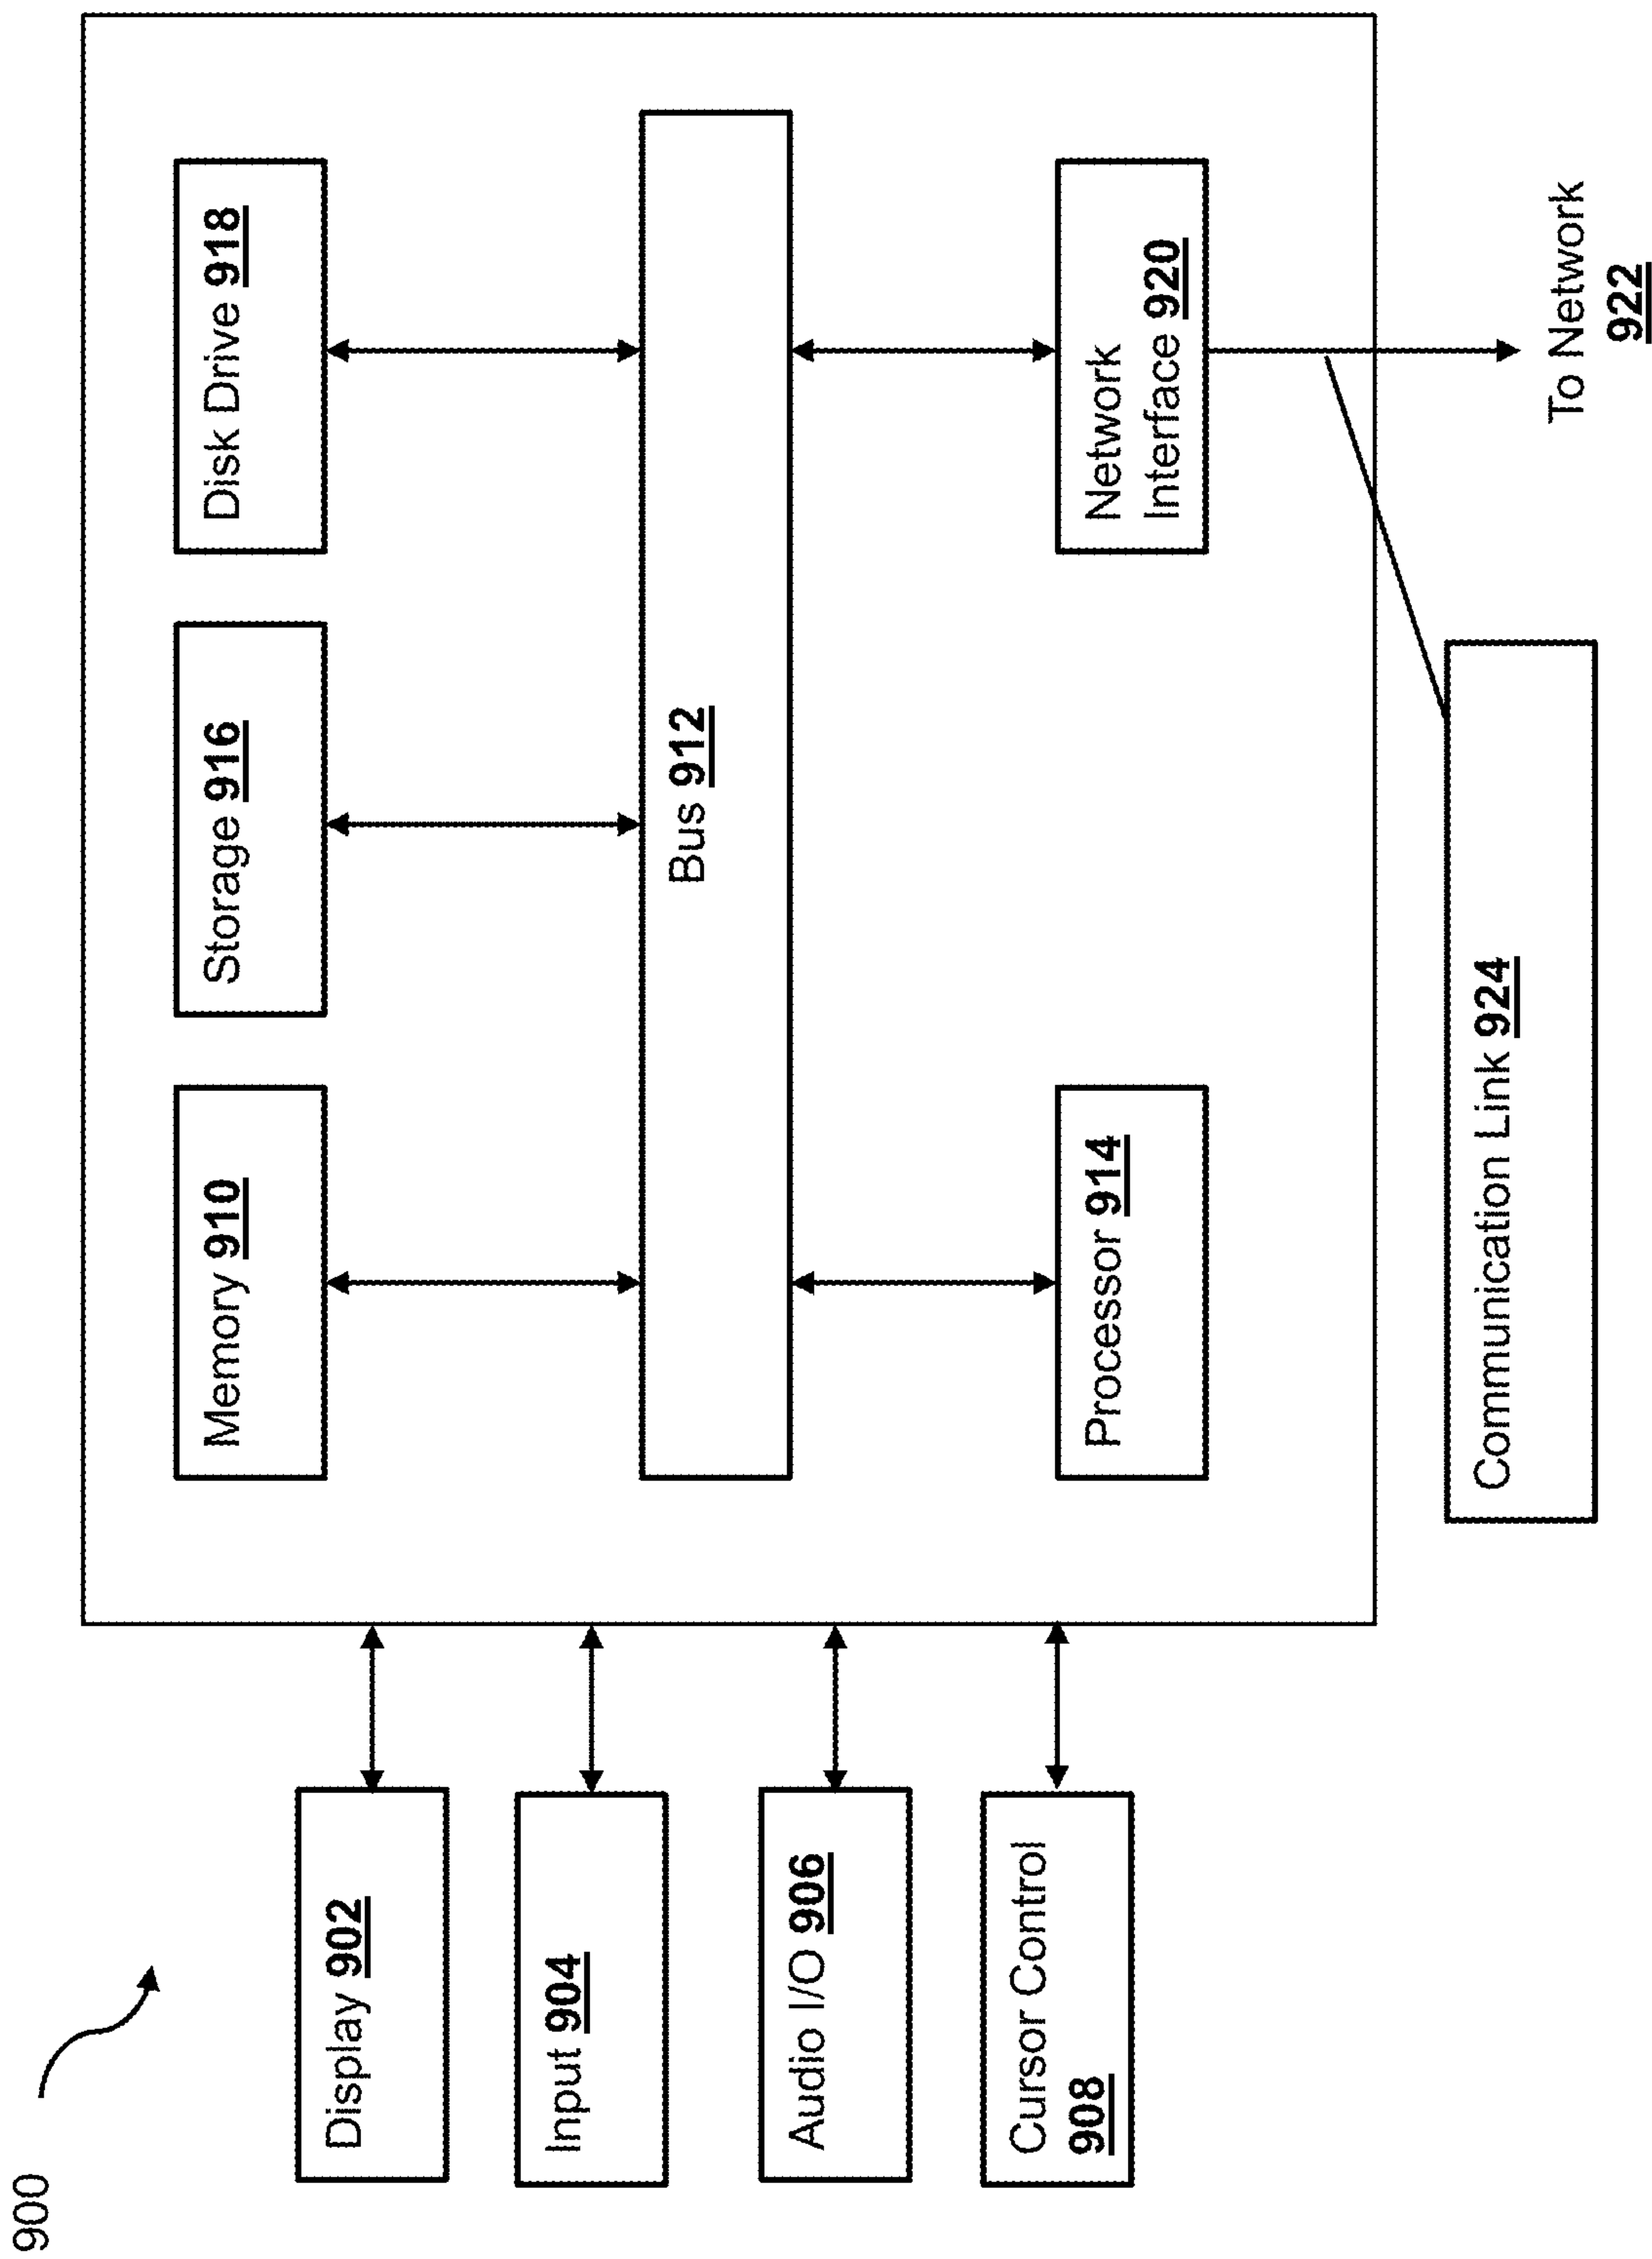 900
Display 902
Input 904
Audio I/O 906
Cursor Control
908
Memory 910
Storage 916
Disk Drive 918
Bus 912
Processor 914
Network
Interface 920
Communication Link 924
To Network
922